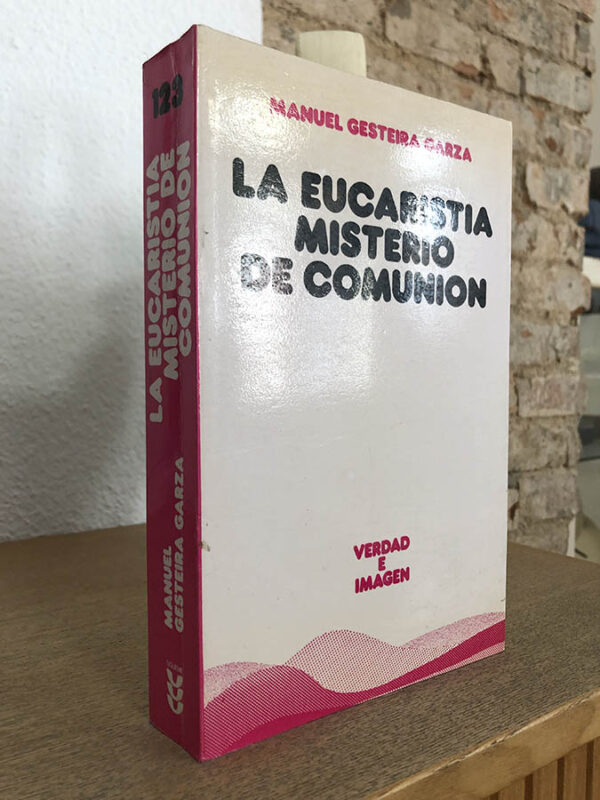 MANUEL GESTEIRA GARZA
LA EUCARISTIA
MISTERIO
DE COMUNION
VERDAD
E
IMAGEN
123
LA EUCARISTIA
MISTERIO DE
COMUNION
MANUEL
GESTEIRA GARZA